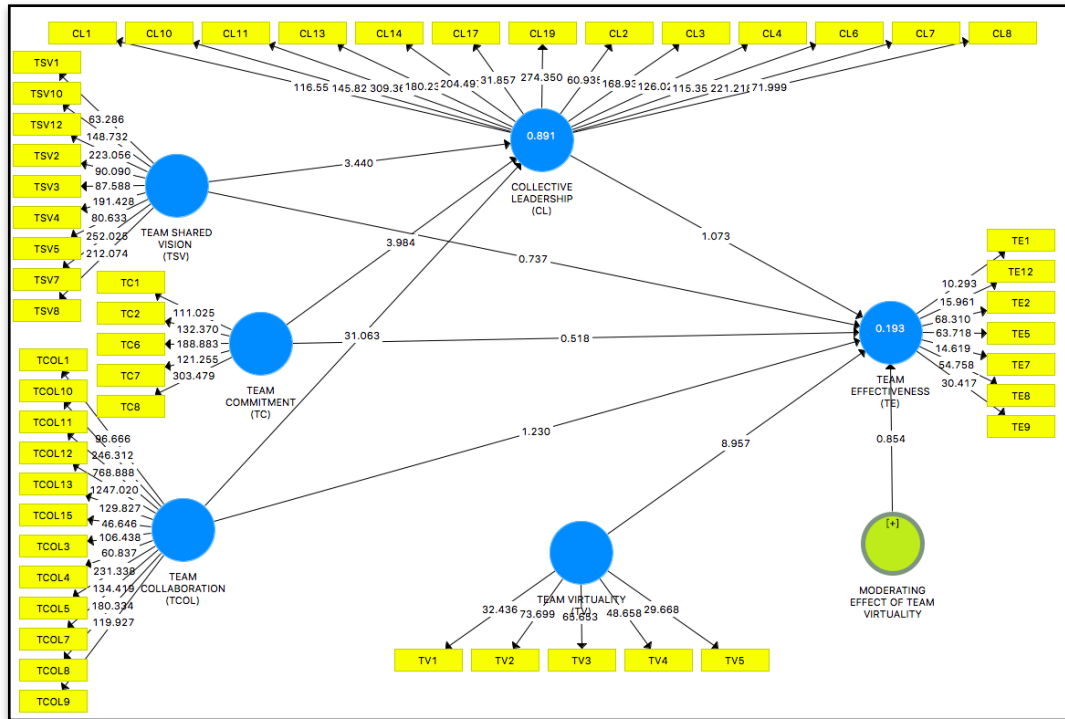 CL1 CL10 CL11 CL13 CL14 CL17 CL19 CL2 CL3 CL4 CL6 CL7 CL8
116.55 145.82 309.36 180.23 204.49 31.857 274.350 60.935 168.93 126.02 115.35 221.218 71.999
0.891
COLLECTIVE
LEADERSHIP
(CL)
TSV1
TSV10
TSV12
TSV2
TSV3
TSV4
TSV5
TSV7
TSV8
63.286
148.732
223.056
90.090
87.588
191.428
80.633
252.025
212.074
TEAM SHARED
VISION
(TSV)
3.440
3.984
31.063
1.073
0.737
0.518
1.230
8.957
0.854
TC1
TC2
TC6
TC7
TC8
111.025
132.370
188.883
121.255
303.479
TEAM
COMMITMENT
(TC)
TCOL1
TCOL10
TCOL11
TCOL12
TCOL13
TCOL15
TCOL3
TCOL4
TCOL5
TCOL7
TCOL8
TCOL9
96.666
246.312
768.888
1247.020
129.827
46.646
106.438
60.837
231.338
134.419
180.334
119.927
TEAM
COLLABORATION
(TCOL)
TE1
TE12
TE2
TE5
TE7
TE8
TE9
10.293
15.961
68.310
63.718
14.619
54.758
30.417
0.193
TEAM
EFFECTIVENESS
(TE)
[+]
MODERATING
EFFECT OF TEAM
VIRTUALITY
TEAM VIRTUALITY
(TV)
32.436 73.699 48.658 29.668
TV1 TV2 TV3 TV4 TV5